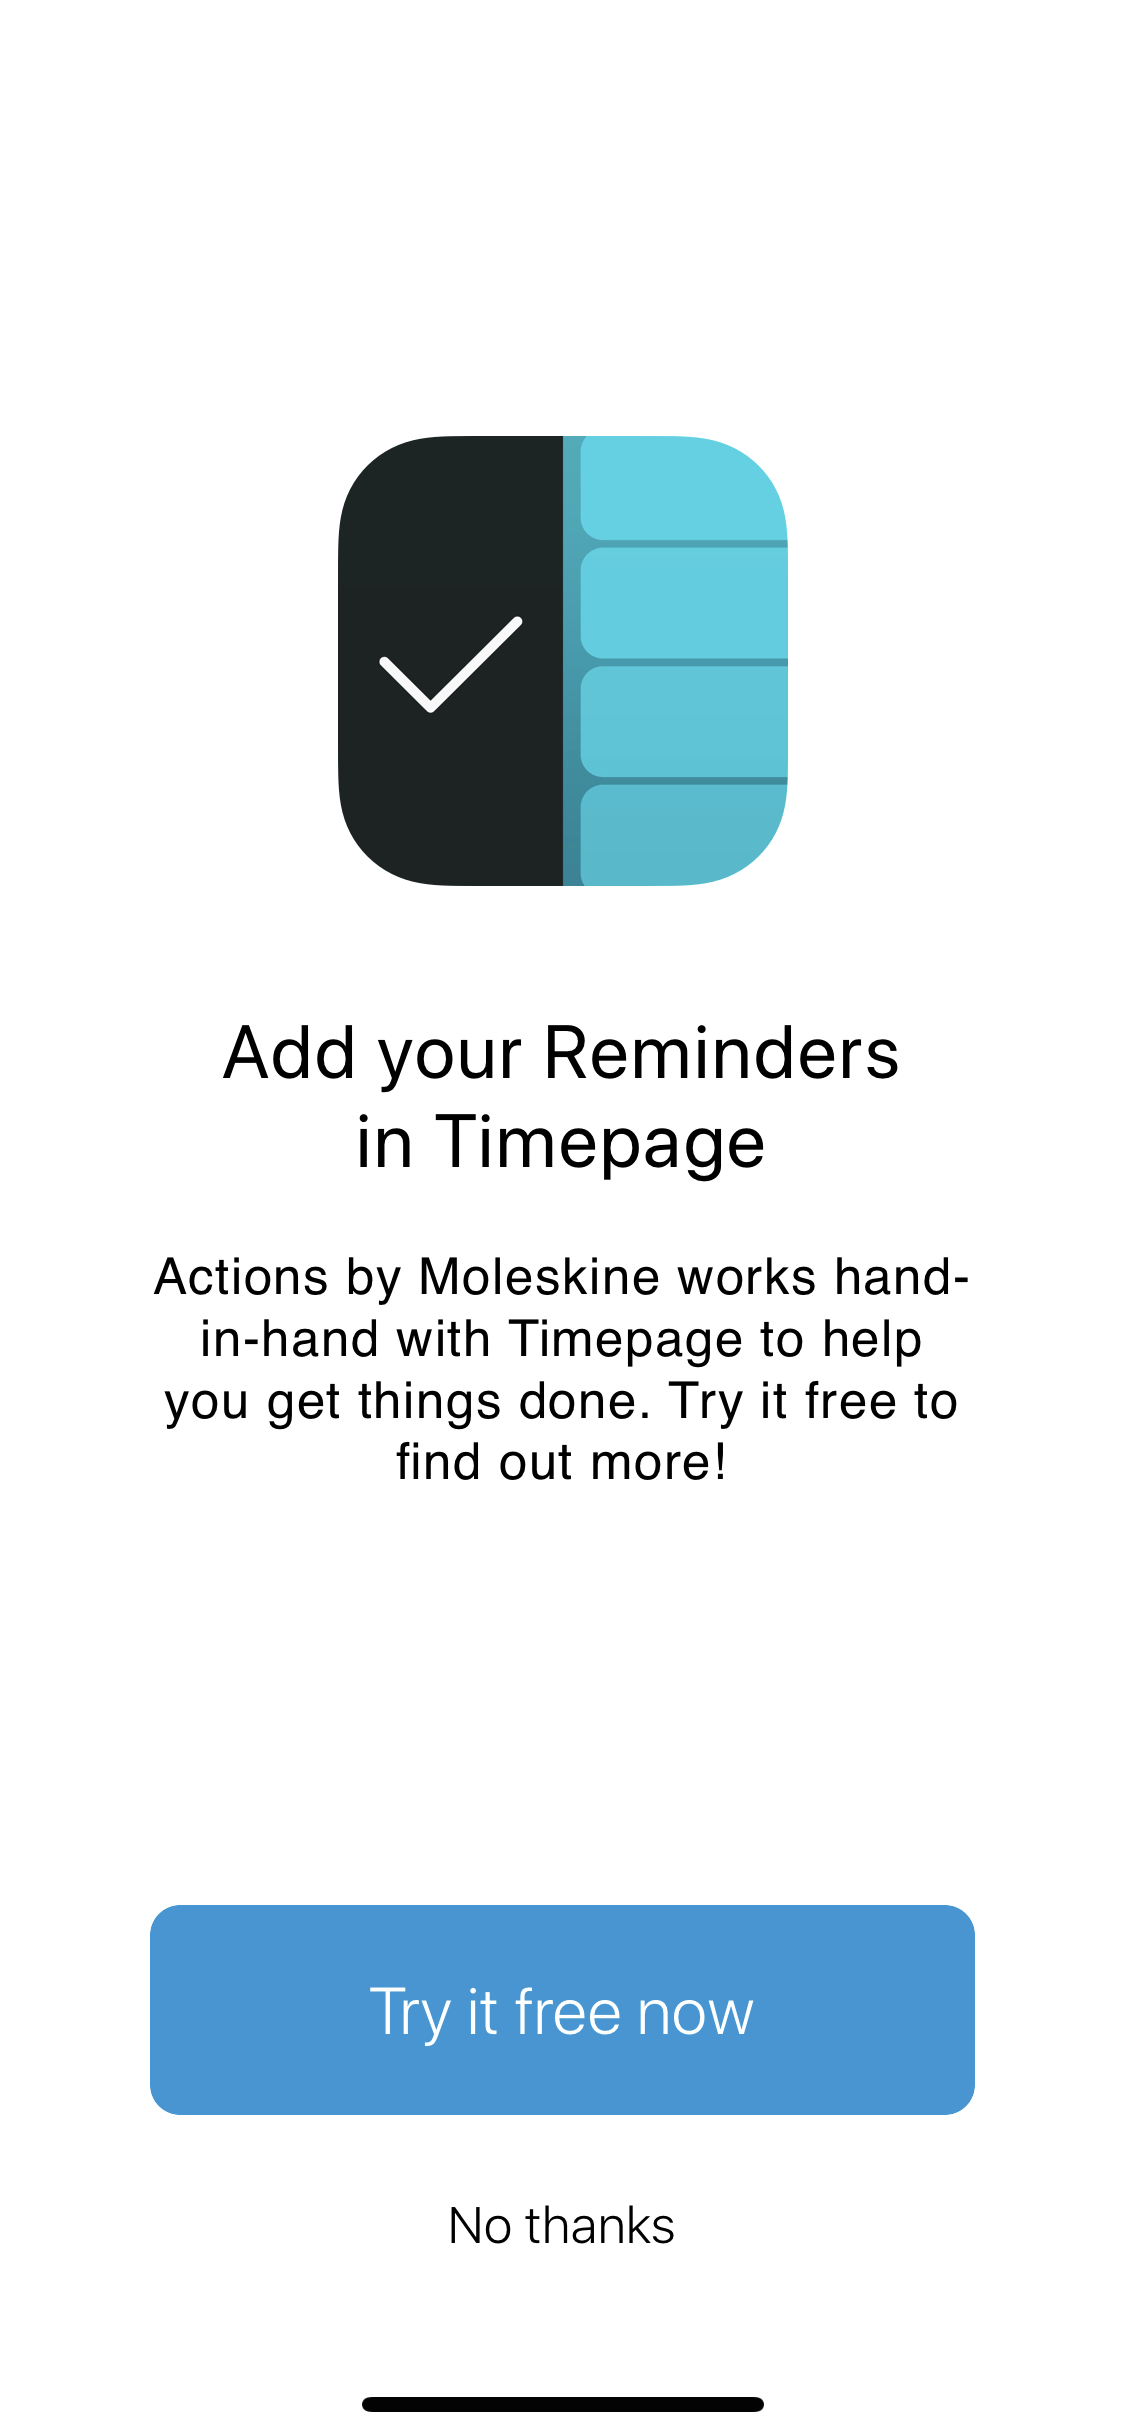 Add your Reminders
in Timepage
Actions by Moleskine works hand-
in-hand with Timepage to help
you get things done. Try it free to
find out more!
Try it free now
No thanks